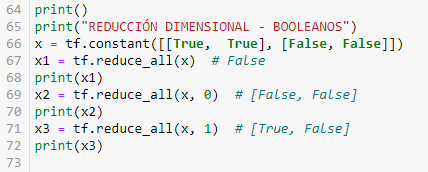 64 print()
65 print("REDUCCIÓN DIMENSIONAL - BOOLEANOS")
66 x = tf.constant([[True,  True], [False, False]])
67 x1 = tf.reduce_all(x)  # False
68 print(x1)
69 x2 = tf.reduce_all(x, 0)  # [False, False]
70 print(x2)
71 x3 = tf.reduce_all(x, 1)  # [True, False]
72 print(x3)
73